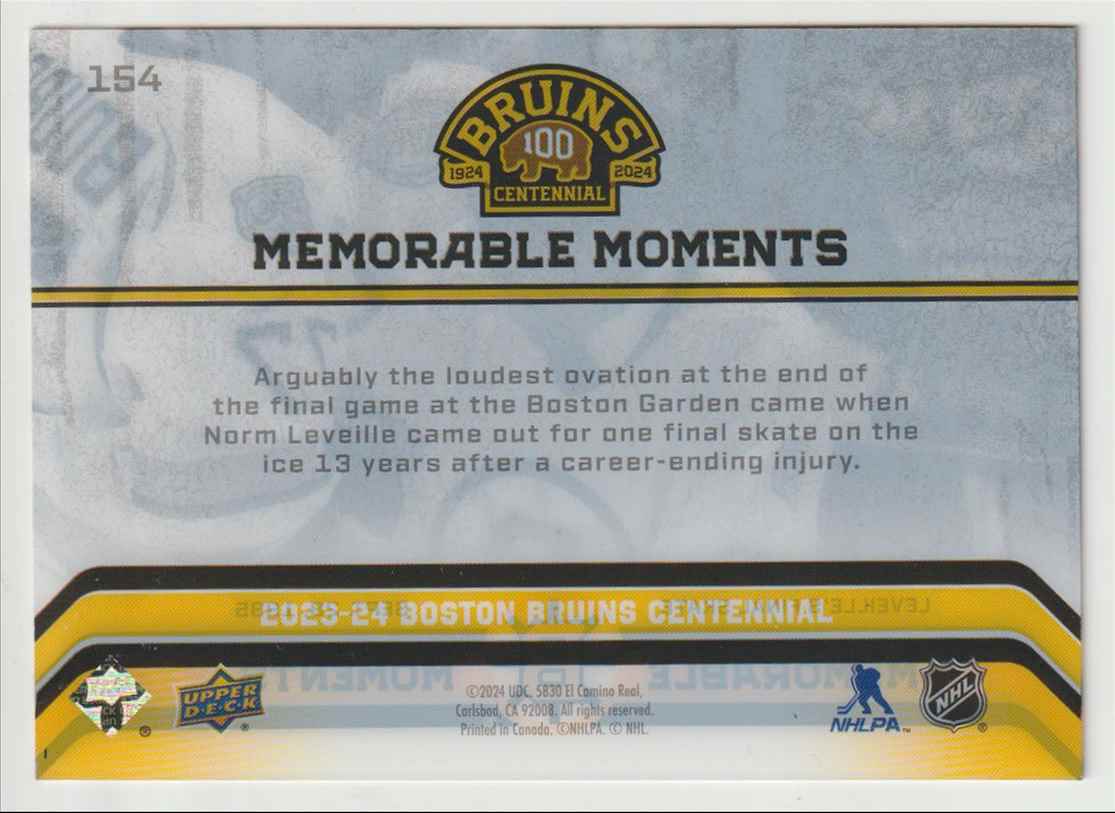 154
BRUINS
100
1924 2024
CENTENNIAL
MEMORABLE MOMENTS
Arguably the loudest ovation at the end of
the final game at the Boston Garden came when
Norm Leveille came out for one final skate on the
ice 13 years after a career-ending injury.
2023-24 BOSTON BRUINS CENTENNIAL
UPPER
D·E·C·K
®
®
©2024 UDC, 5830 El Camino Real,
Carlsbad, CA 92008. All rights reserved.
Printed in Canada. ©NHLPA. © NHL.
NHLPA™
NHL
®